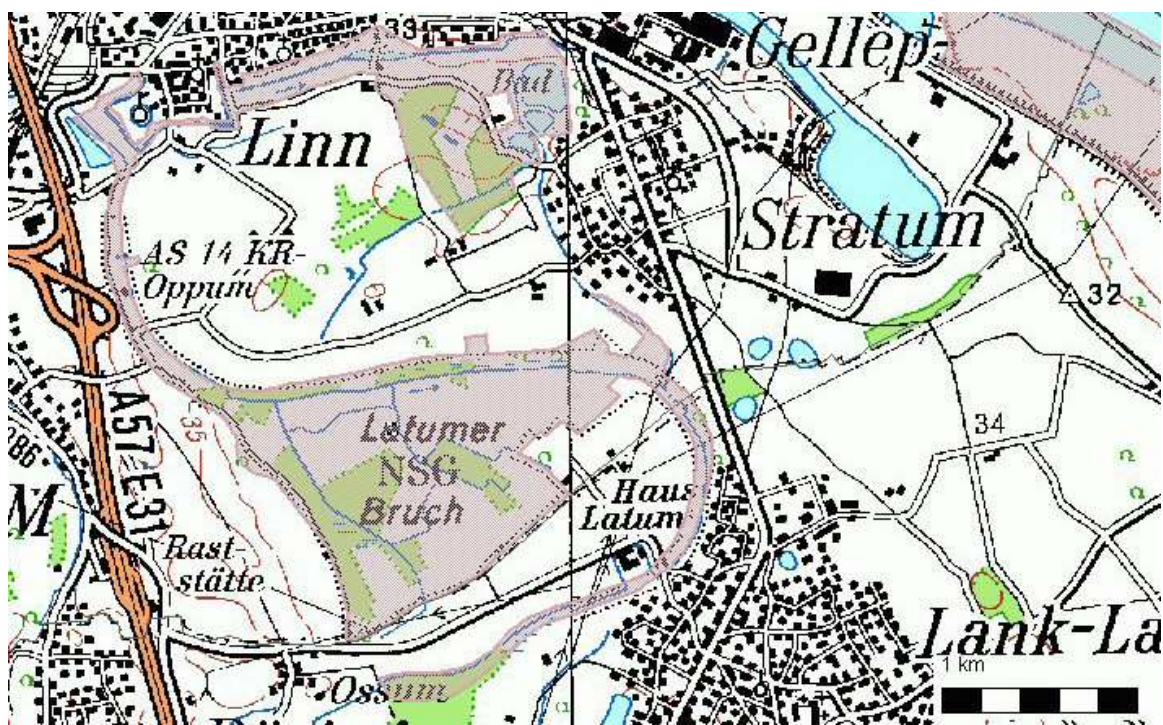 33
Gellep-
Bad
Linn
Stratum
AS 14 KR-
Oppum
32
A57
E31
35
34
Latumer
NSG
Bruch
Haus
Latum
M
Rast-
stätte
Lank-La
1 km
Ossum